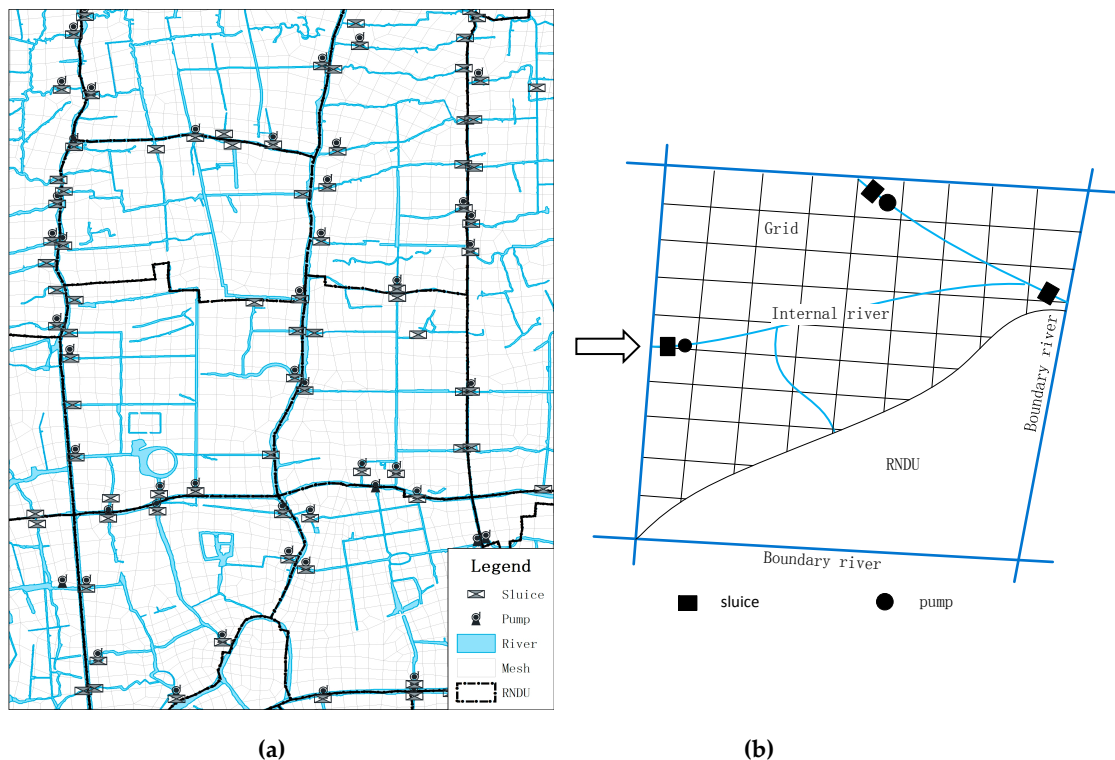 Legend
Sluice
Pump
River
Mesh
RNDU
Grid
Internal river
Boundary river
RNDU
Boundary river
sluice
pump
(a)
(b)